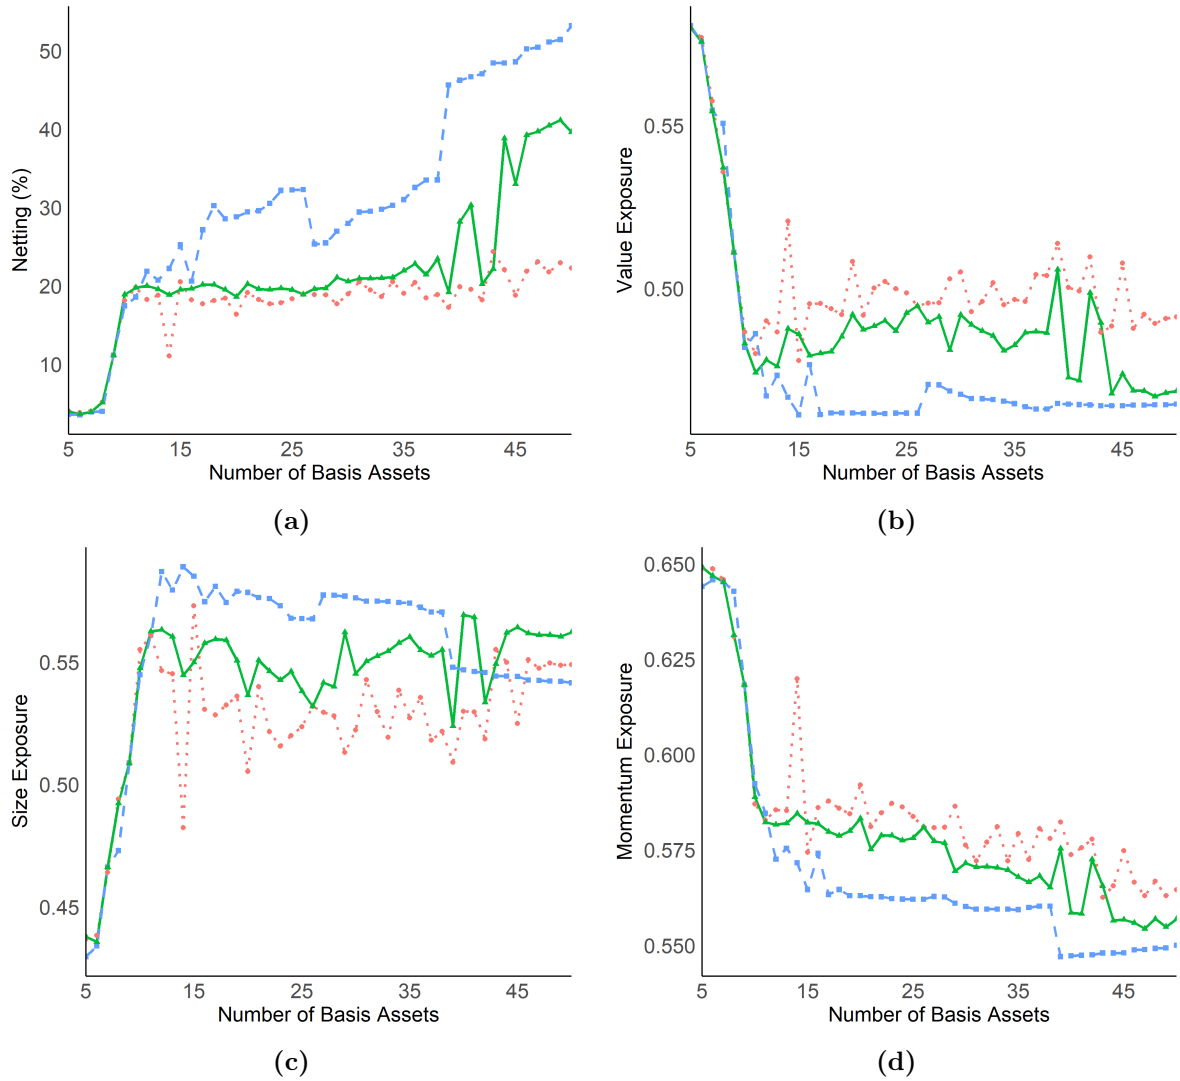 Netting (%)
50
40
30
20
10
5 15 25 35 45
Number of Basis Assets
(a)
Value Exposure
0.55
0.50
5 15 25 35 45
Number of Basis Assets
(b)
Size Exposure
0.55
0.50
0.45
5 15 25 35 45
Number of Basis Assets
(c)
Momentum Exposure
0.650
0.625
0.600
0.575
0.550
5 15 25 35 45
Number of Basis Assets
(d)